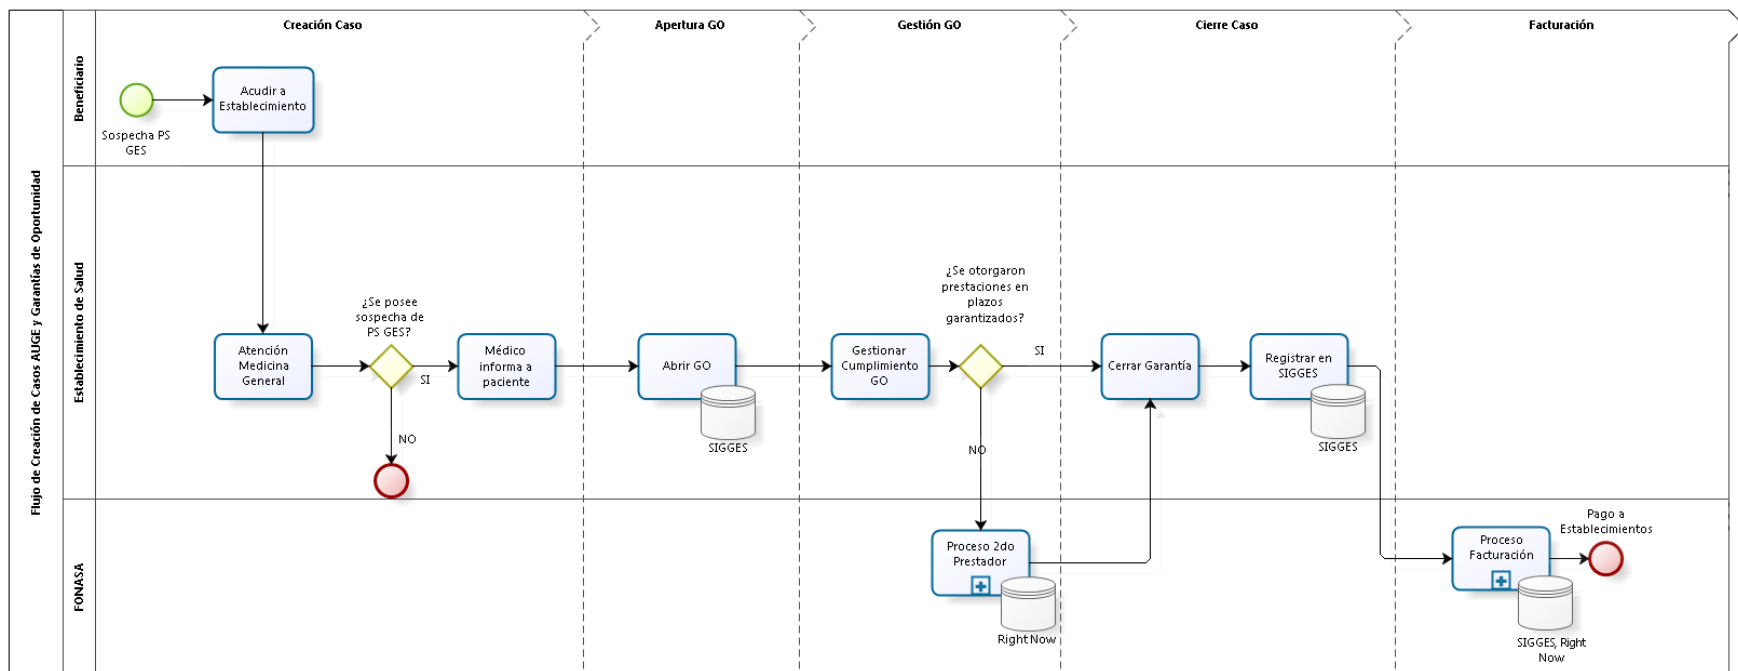 Creación Caso
Apertura GO
Gestión GO
Cierre Caso
Facturación
Flujo de Creación de Casos AUGE y Garantías de Oportunidad
Beneficiario
Sospecha PS
GES
Acudir a
Establecimiento
Establecimiento de Salud
Atención
Medicina
General
¿Se posee
sospecha de
PS GES?
SI
NO
Médico
informa a
paciente
Abrir GO
SIGGES
Gestionar
Cumplimiento
GO
¿Se otorgaron
prestaciones en
plazos
garantizados?
SI
NO
Cerrar Garantía
Registrar en
SIGGES
SIGGES
FONASA
Proceso 2do
Prestador
Right Now
Proceso
Facturación
SIGGES, Right
Now
Pago a
Establecimientos